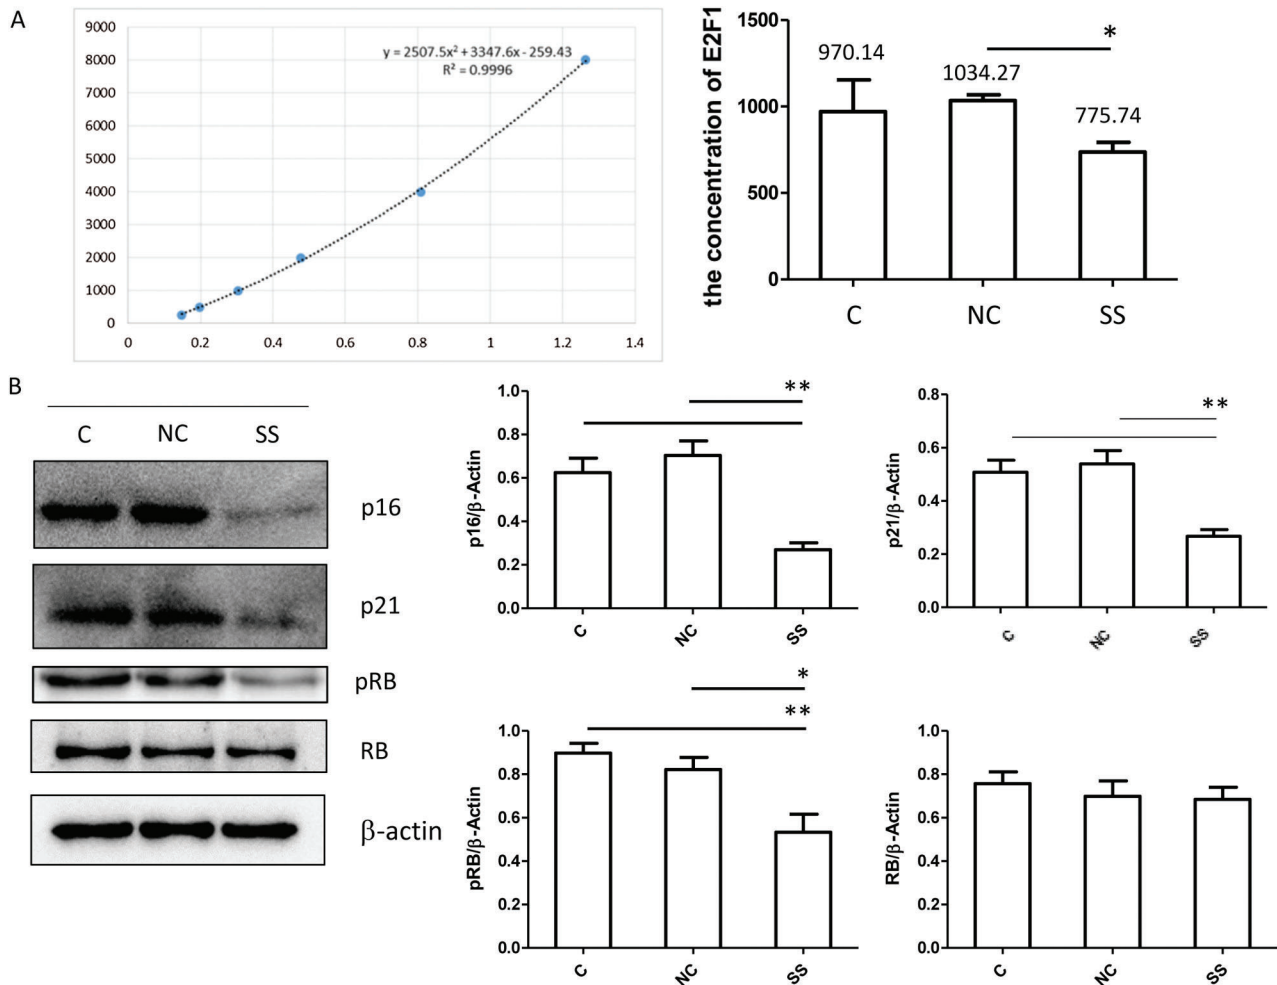 A
9000
8000
7000
6000
5000
4000
3000
2000
1000
0
0 0.2 0.4 0.6 0.8 1 1.2 1.4
y = 2507.5x² + 3347.6x - 259.43
R² = 0.9996
the concentration of E2F1
1500
1000
500
0
970.14
1034.27
775.74
*
C NC SS
B
C NC SS
p16
p21
pRB
RB
β-actin
p16/β-Actin
1.0
0.8
0.6
0.4
0.2
0.0
**
C NC SS
p21/β-Actin
0.8
0.6
0.4
0.2
0.0
**
C NC SS
pRB/β-Actin
1.0
0.8
0.6
0.4
0.2
0.0
*
**
C NC SS
RB/β-Actin
1.0
0.8
0.6
0.4
0.2
0.0
C NC SS